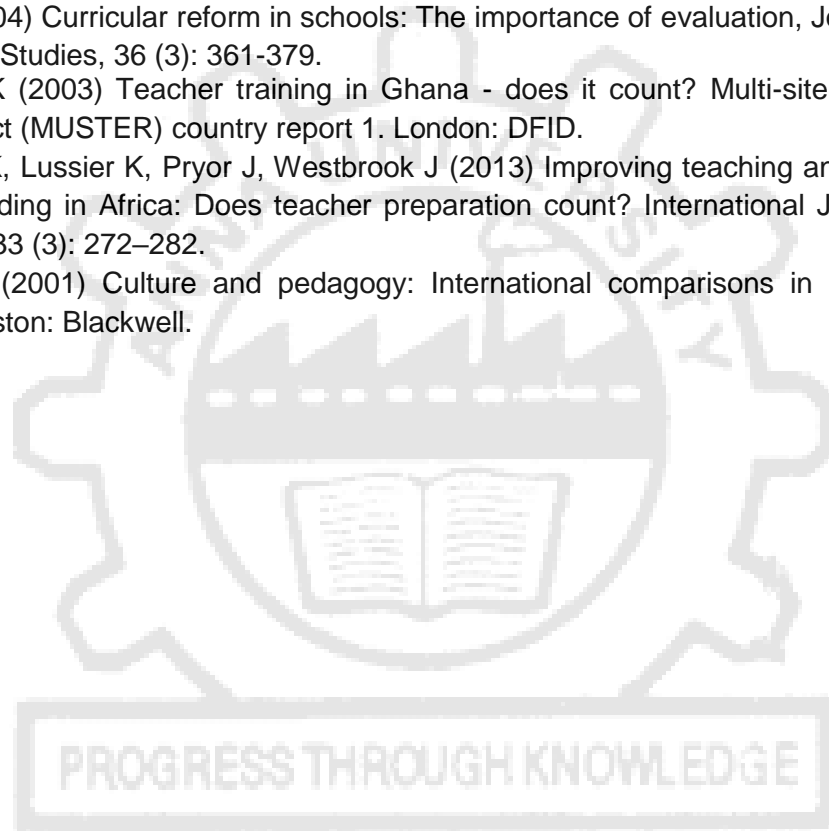 04) Curricular reform in schools: The importance of evaluation, Jo
Studies, 36 (3): 361-379.
K (2003) Teacher training in Ghana - does it count? Multi-site
ct (MUSTER) country report 1. London: DFID.
K, Lussier K, Pryor J, Westbrook J (2013) Improving teaching an
ding in Africa: Does teacher preparation count? International J
33 (3): 272–282.
(2001) Culture and pedagogy: International comparisons in
ston: Blackwell.
ANNA UNIVERSITY
PROGRESS THROUGH KNOWLEDGE